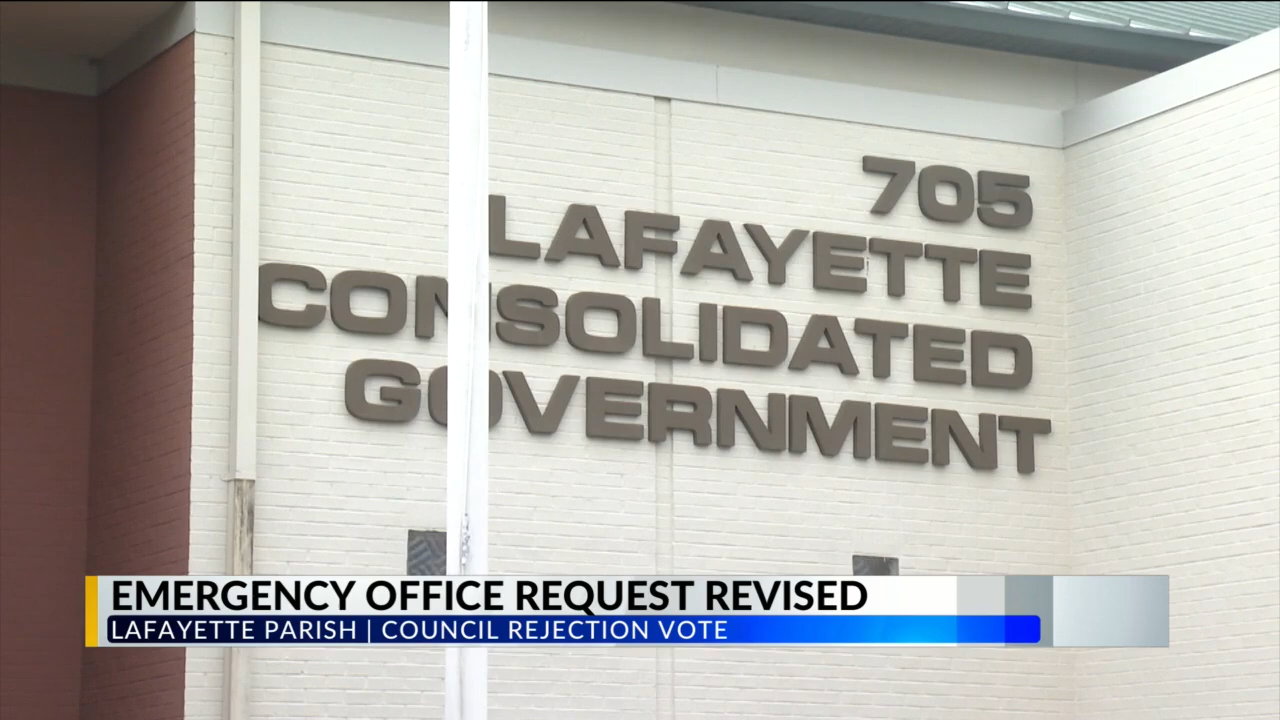 705
LAFAYETTE
CONSOLIDATED
GOVERNMENT
EMERGENCY OFFICE REQUEST REVISED
LAFAYETTE PARISH | COUNCIL REJECTION VOTE